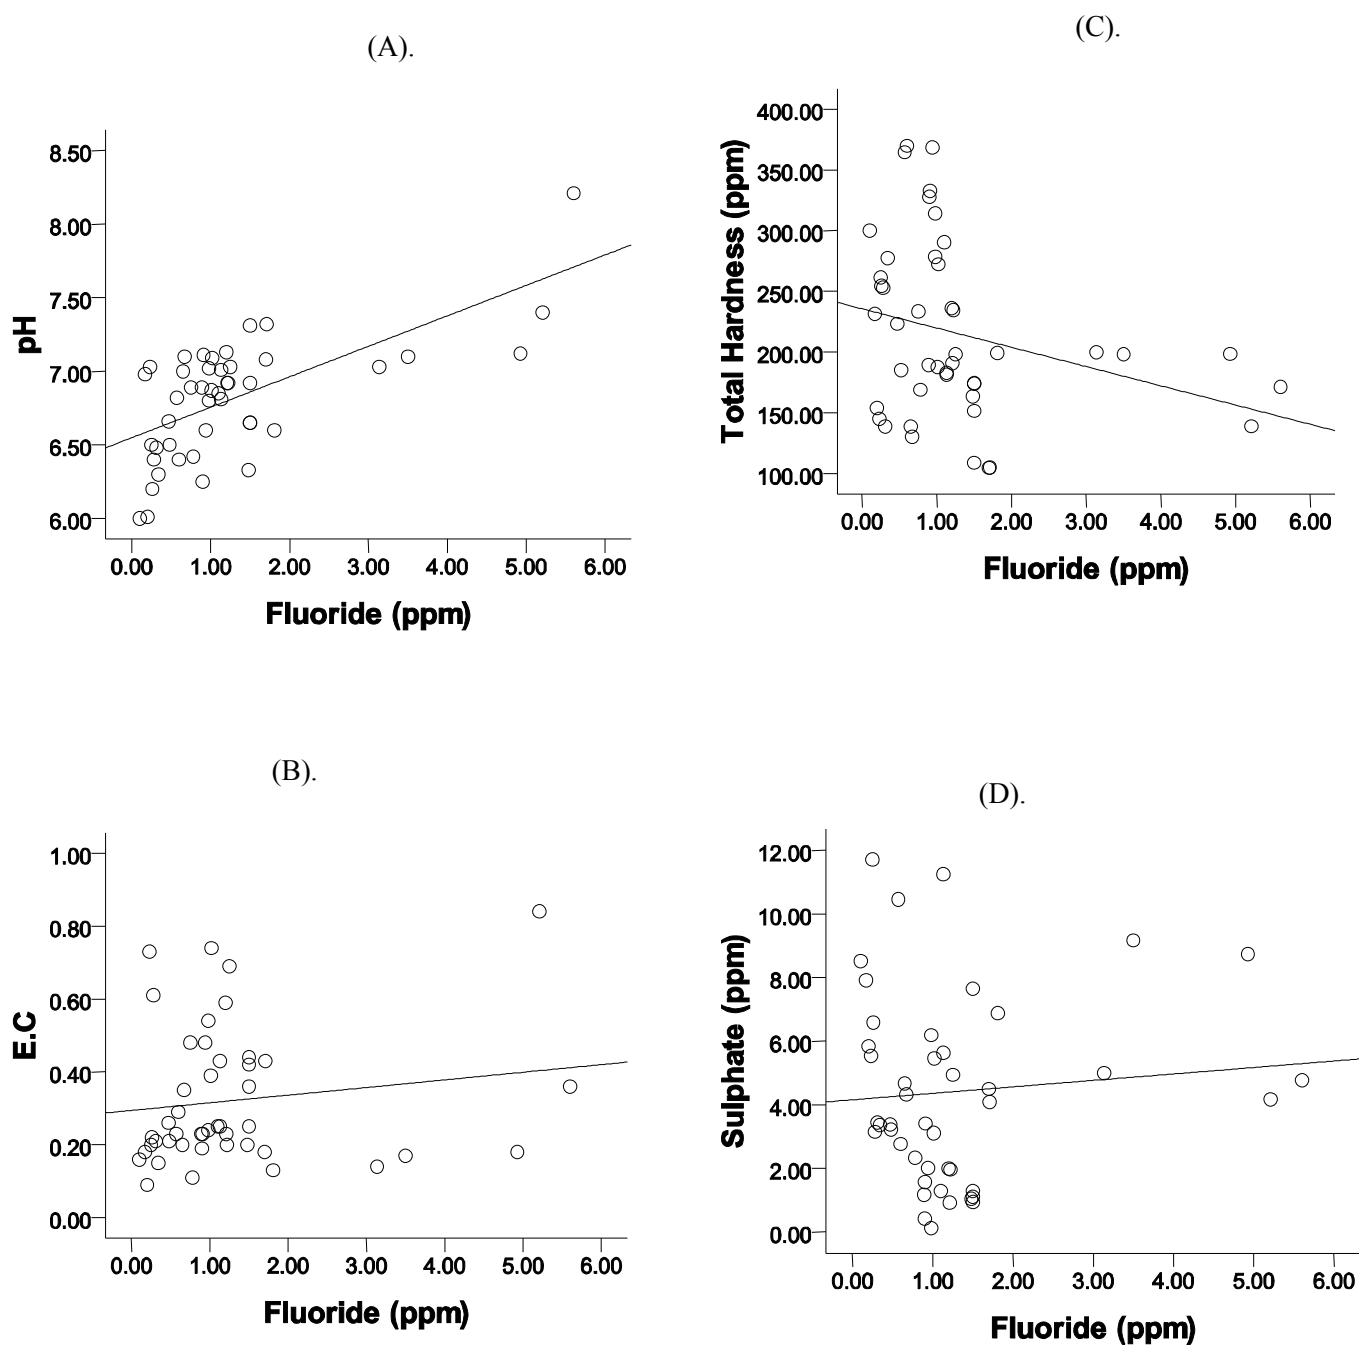 (A).
8.50
8.00
7.50
7.00
6.50
6.00
pH
0.00 1.00 2.00 3.00 4.00 5.00 6.00
Fluoride (ppm)
(C).
400.00
350.00
300.00
250.00
200.00
150.00
100.00
Total Hardness (ppm)
0.00 1.00 2.00 3.00 4.00 5.00 6.00
Fluoride (ppm)
(B).
1.00
0.80
0.60
0.40
0.20
0.00
E.C
0.00 1.00 2.00 3.00 4.00 5.00 6.00
Fluoride (ppm)
(D).
12.00
10.00
8.00
6.00
4.00
2.00
0.00
Sulphate (ppm)
0.00 1.00 2.00 3.00 4.00 5.00 6.00
Fluoride (ppm)